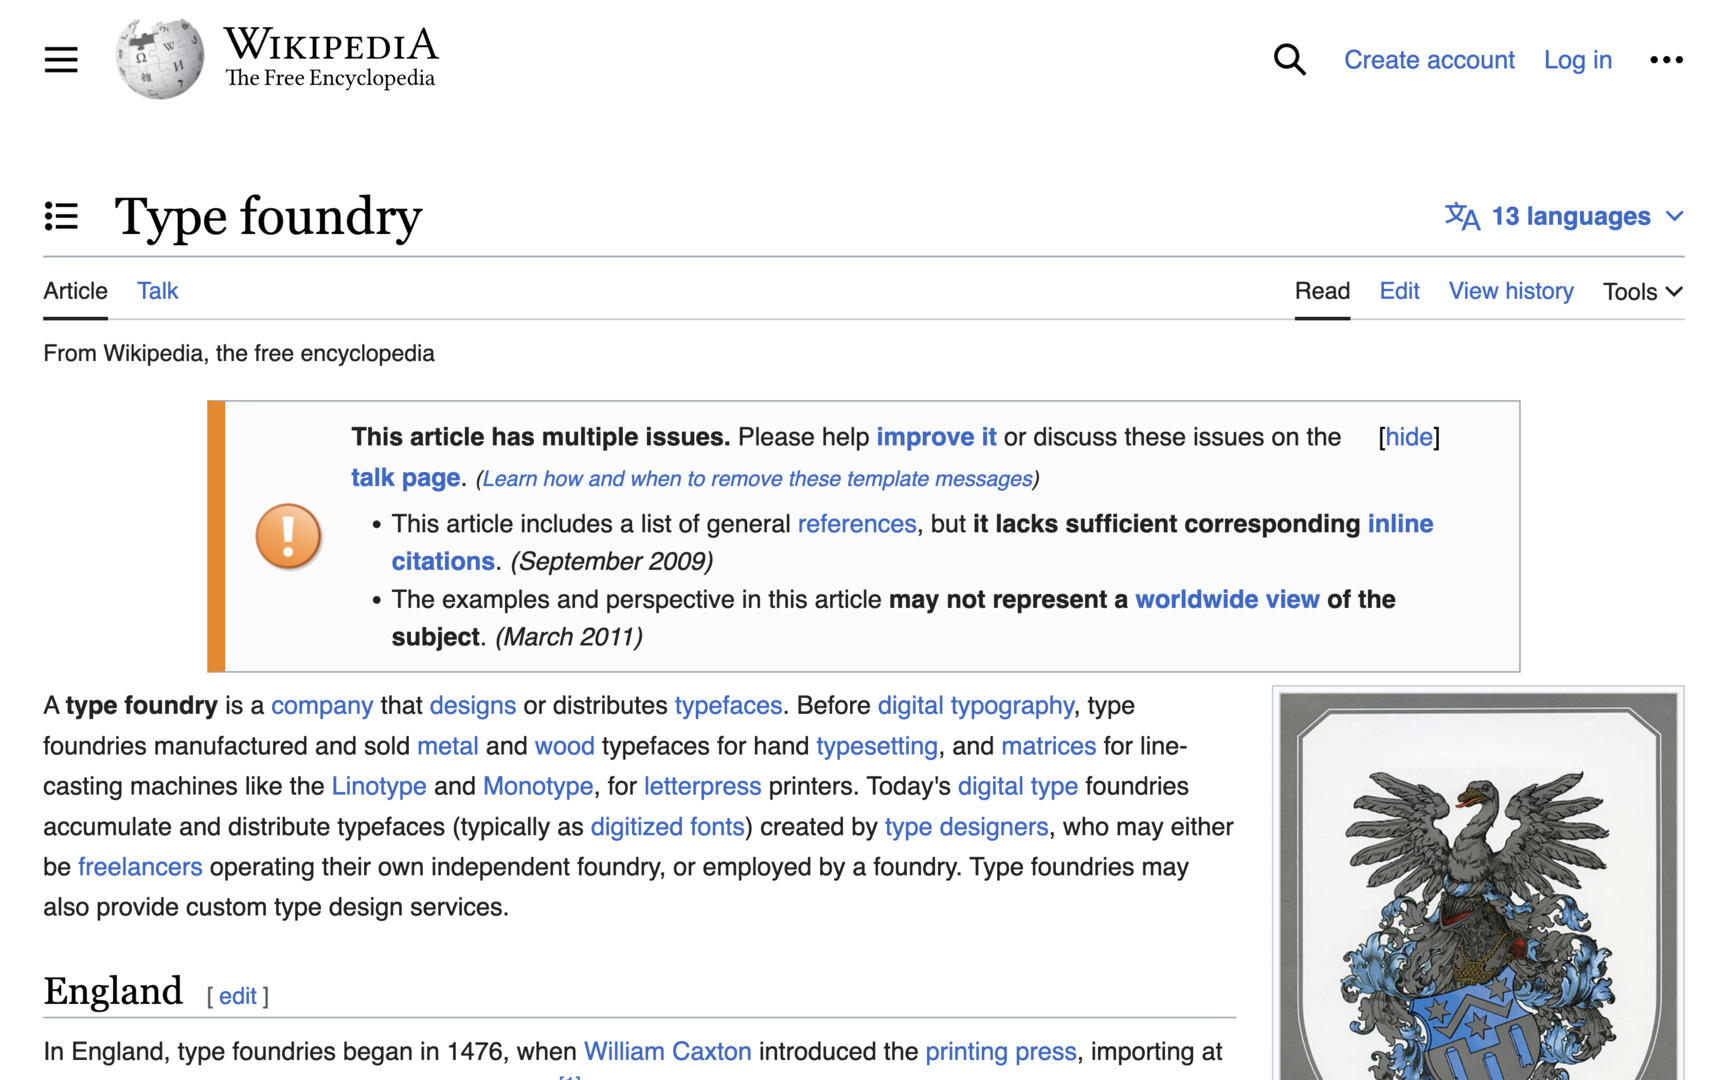 WIKIPEDIA
The Free Encyclopedia
Create account Log in
Type foundry
13 languages
Article Talk
Read Edit View history Tools
From Wikipedia, the free encyclopedia
This article has multiple issues. Please help improve it or discuss these issues on the [hide]
talk page. (Learn how and when to remove these template messages)
• This article includes a list of general references, but it lacks sufficient corresponding inline
citations. (September 2009)
• The examples and perspective in this article may not represent a worldwide view of the
subject. (March 2011)
A type foundry is a company that designs or distributes typefaces. Before digital typography, type
foundries manufactured and sold metal and wood typefaces for hand typesetting, and matrices for line-
casting machines like the Linotype and Monotype, for letterpress printers. Today's digital type foundries
accumulate and distribute typefaces (typically as digitized fonts) created by type designers, who may either
be freelancers operating their own independent foundry, or employed by a foundry. Type foundries may
also provide custom type design services.
England [ edit ]
In England, type foundries began in 1476, when William Caxton introduced the printing press, importing at